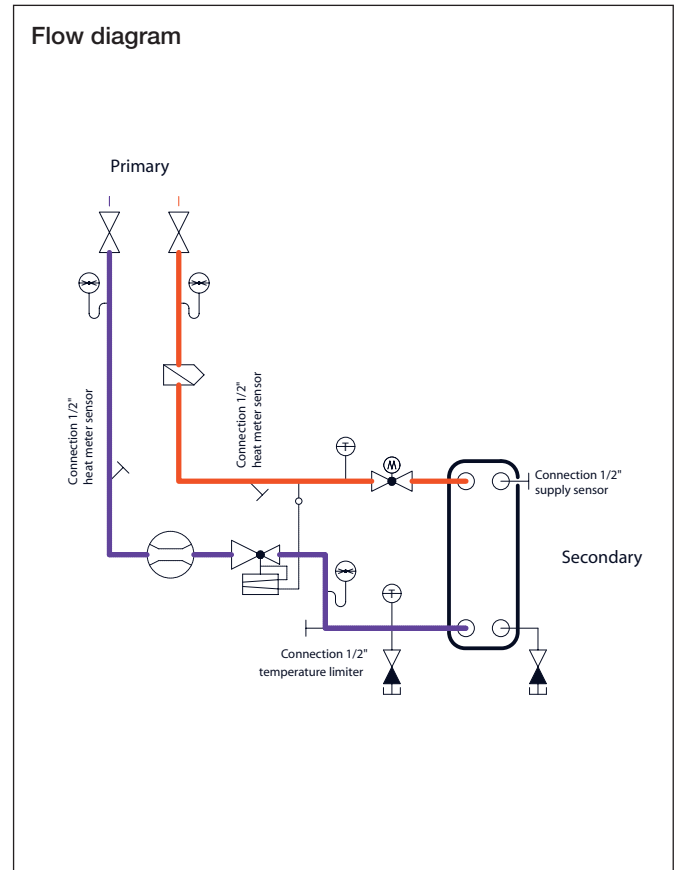 Flow diagram
Primary
Connection 1/2"
heat meter sensor
Connection 1/2"
heat meter sensor
T
M
Connection 1/2"
supply sensor
Secondary
T
Connection 1/2"
temperature limiter